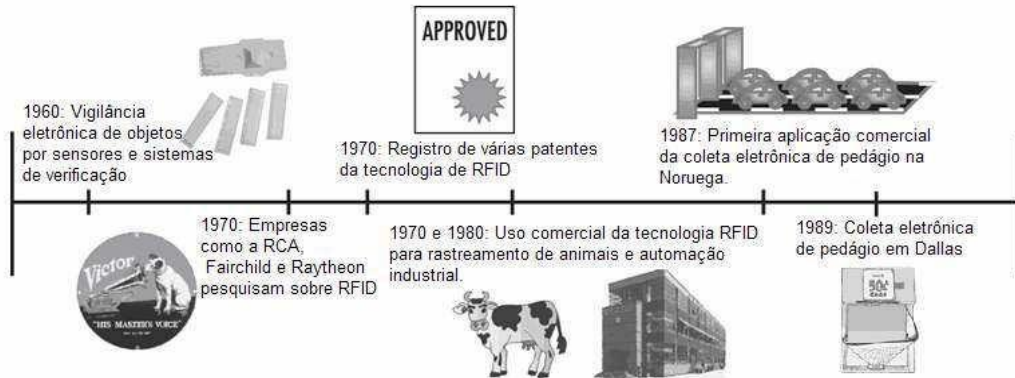 APPROVED
1960: Vigilância
eletrônica de objetos
por sensores e sistemas
de verificação
1970: Registro de várias patentes
da tecnologia de RFID
1987: Primeira aplicação comercial
da coleta eletrônica de pedágio na
Noruega.
1970: Empresas
como a RCA,
Fairchild e Raytheon
pesquisam sobre RFID
1970 e 1980: Uso comercial da tecnologia RFID
para rastreamento de animais e automação
industrial.
1989: Coleta eletrônica
de pedágio em Dallas
Victor
"HIS MASTER'S VOICE"
50¢